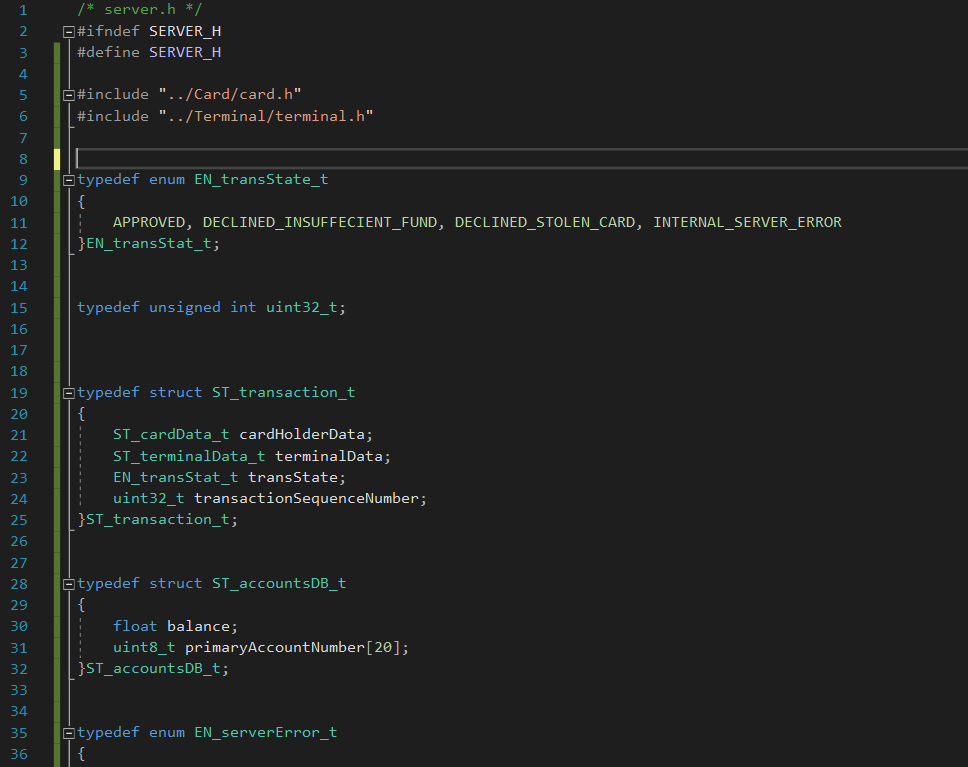 1 /* server.h */
2 #ifndef SERVER_H
3 #define SERVER_H
4
5 #include "../Card/card.h"
6 #include "../Terminal/terminal.h"
7
8
9 typedef enum EN_transState_t
10 {
11 APPROVED, DECLINED_INSUFFECIENT_FUND, DECLINED_STOLEN_CARD, INTERNAL_SERVER_ERROR
12 }EN_transStat_t;
13
14
15 typedef unsigned int uint32_t;
16
17
18
19 typedef struct ST_transaction_t
20 {
21 ST_cardData_t cardHolderData;
22 ST_terminalData_t terminalData;
23 EN_transStat_t transState;
24 uint32_t transactionSequenceNumber;
25 }ST_transaction_t;
26
27
28 typedef struct ST_accountsDB_t
29 {
30 float balance;
31 uint8_t primaryAccountNumber[20];
32 }ST_accountsDB_t;
33
34
35 typedef enum EN_serverError_t
36 {